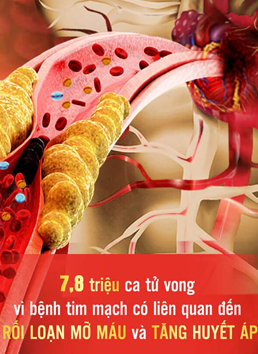 7,8 triệu ca tử vong
vì bệnh tim mạch có liên quan đến
RỐI LOẠN MỠ MÁU và TĂNG HUYẾT ÁP